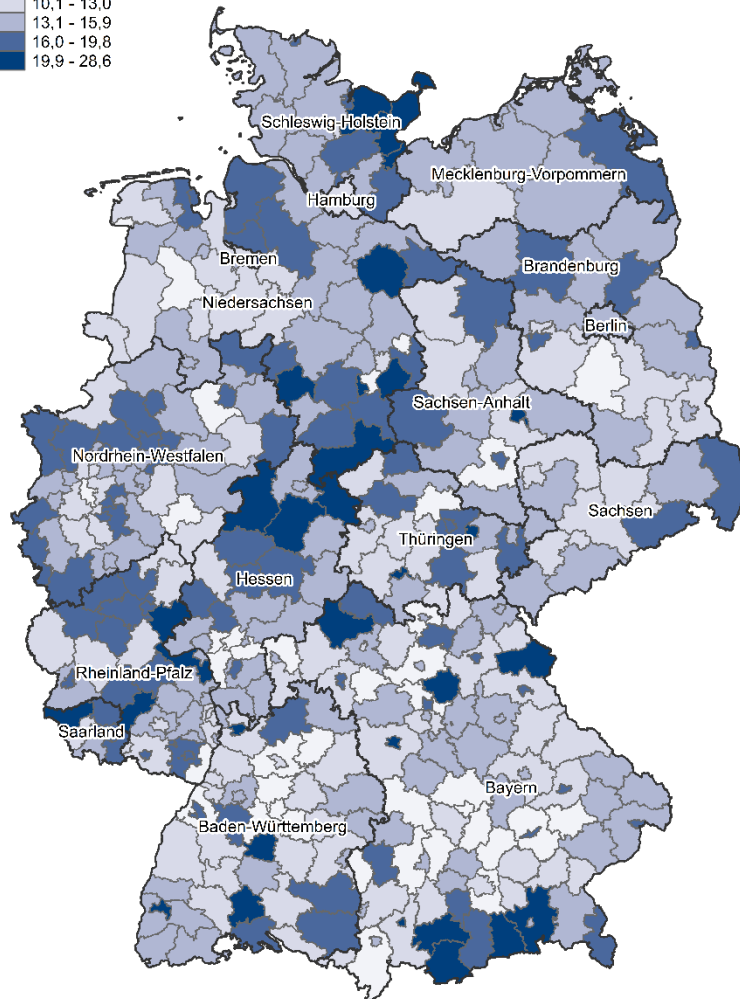 10,1 - 13,0
13,1 - 15,9
16,0 - 19,8
19,9 - 28,6
Schleswig-Holstein
Mecklenburg-Vorpommern
Hamburg
Bremen
Brandenburg
Niedersachsen
Berlin
Sachsen-Anhalt
Nordrhein-Westfalen
Sachsen
Thüringen
Hessen
Rheinland-Pfalz
Saarland
Bayern
Baden-Württemberg